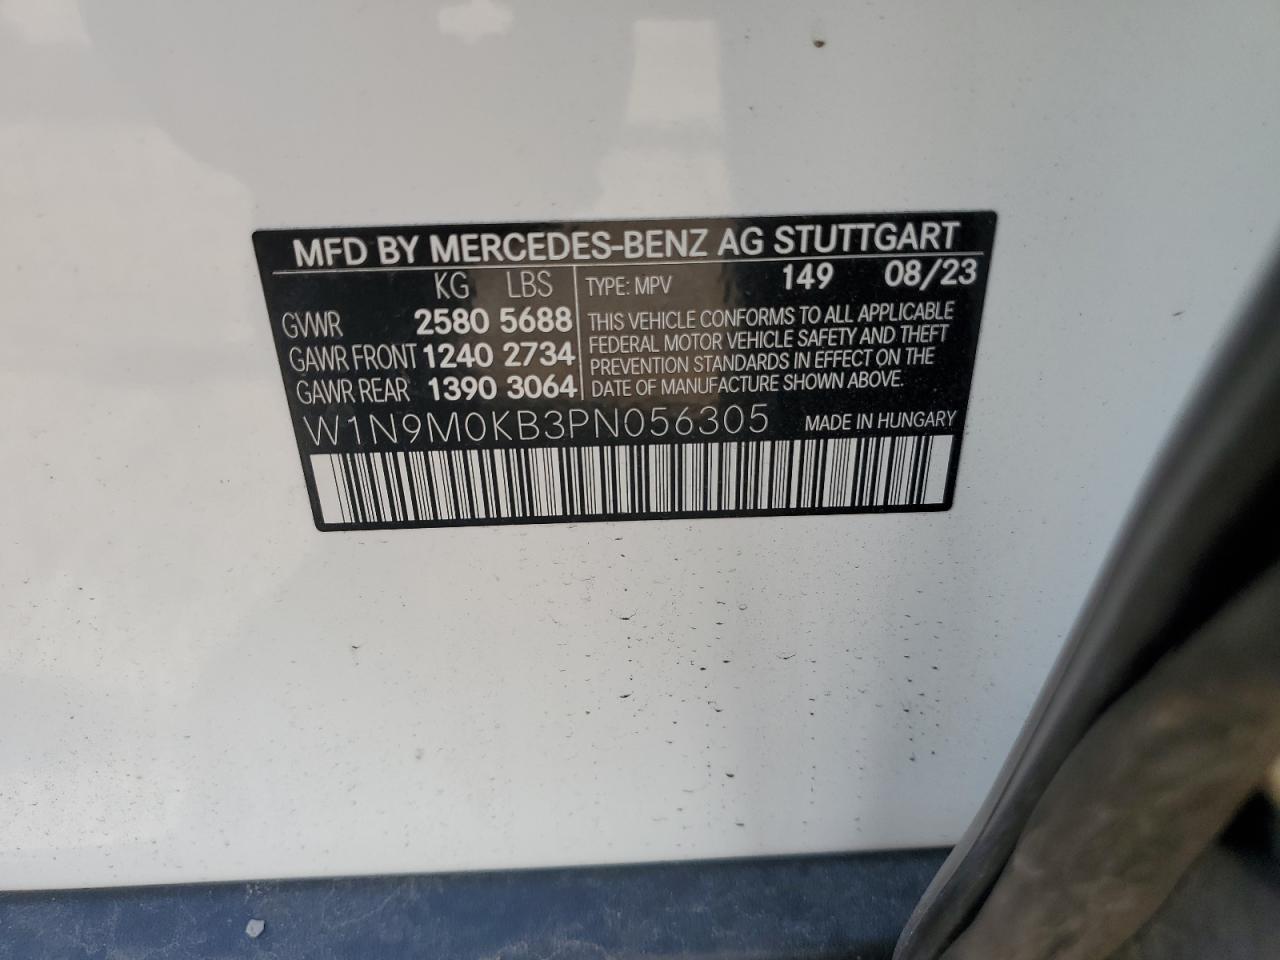 MFD BY MERCEDES-BENZ AG STUTTGART
KG LBS TYPE: MPV 149 08/23
GVWR 2580 5688 THIS VEHICLE CONFORMS TO ALL APPLICABLE
FEDERAL MOTOR VEHICLE SAFETY AND THEFT
GAWR FRONT 1240 2734 PREVENTION STANDARDS IN EFFECT ON THE
GAWR REAR 1390 3064 DATE OF MANUFACTURE SHOWN ABOVE.
W1N9M0KB3PN056305 MADE IN HUNGARY